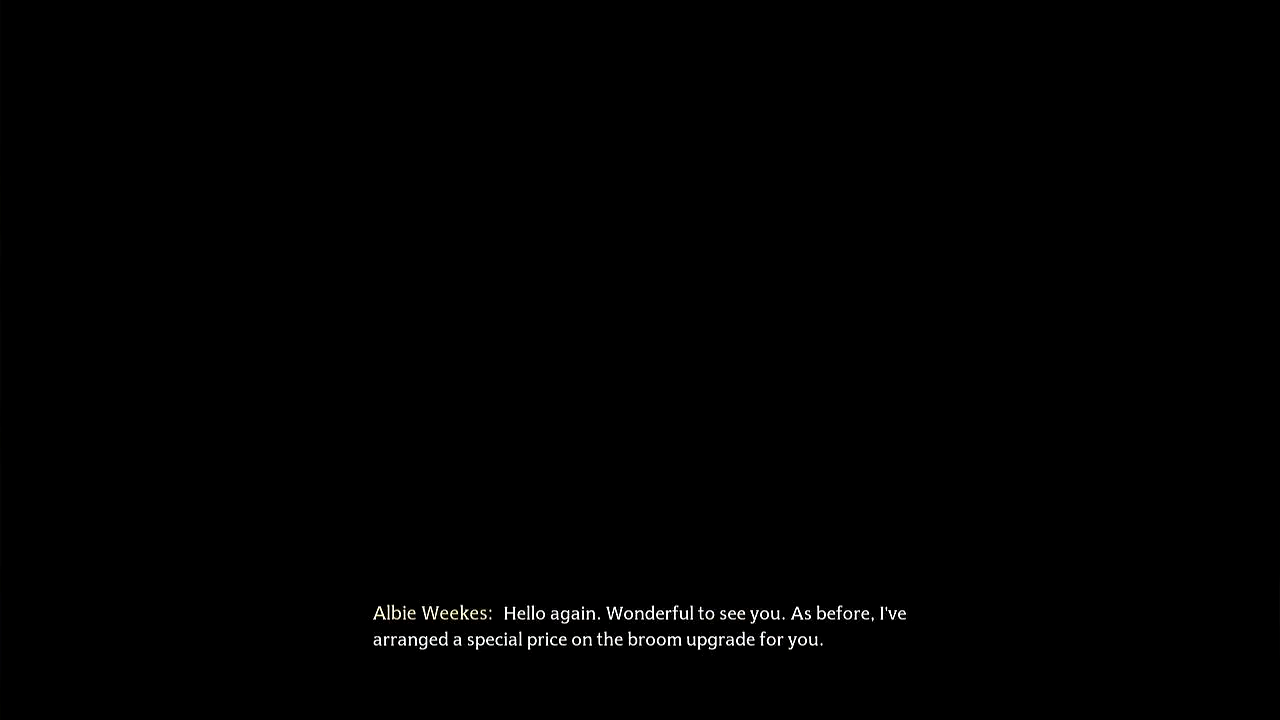 Albie Weekes: Hello again. Wonderful to see you. As before, I've
arranged a special price on the broom upgrade for you.